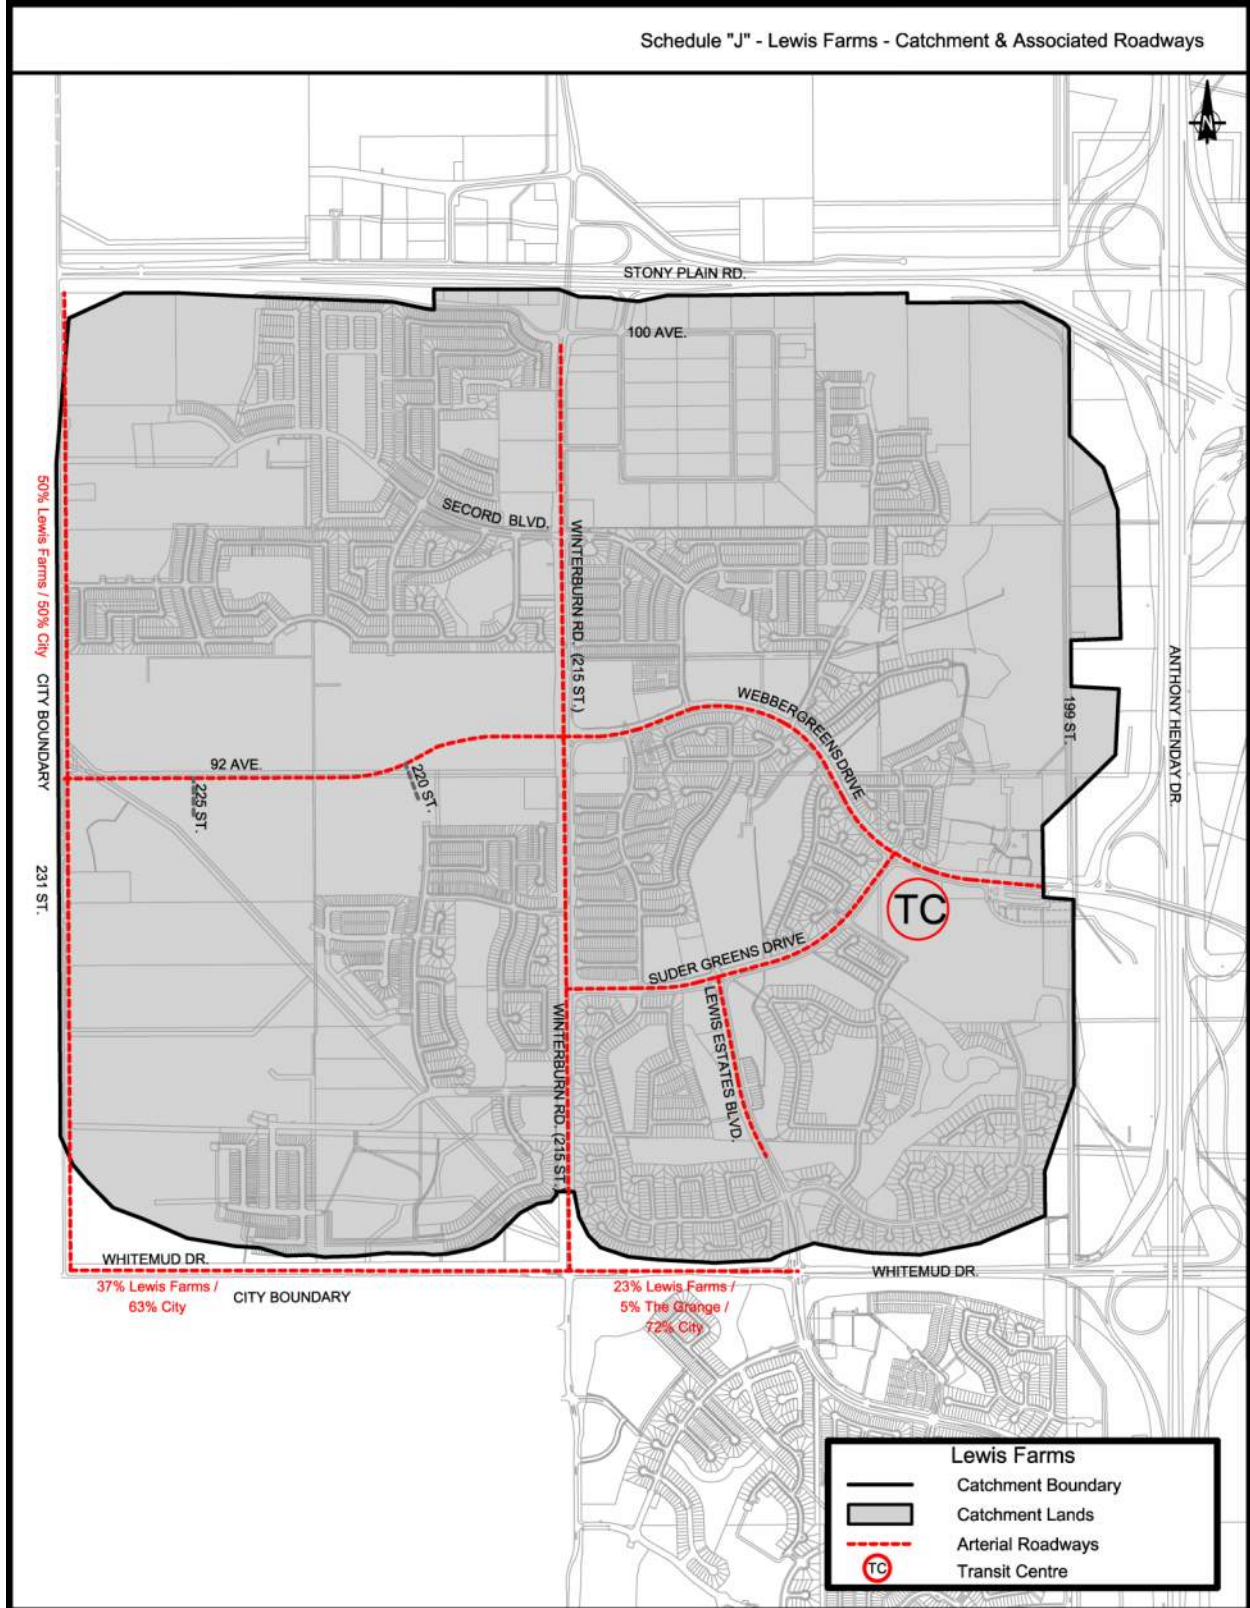 Schedule "J" - Lewis Farms - Catchment & Associated Roadways
N
STONY PLAIN RD.
100 AVE.
SECORD BLVD.
WINTERBURN RD. (215 ST.)
50% Lewis Farms / 50% City
CITY BOUNDARY
231 ST.
WEBBERGREENS DRIVE
199 ST.
ANTHONY HENDAY DR.
92 AVE.
225 ST.
220 ST.
TC
SUDER GREENS DRIVE
LEWIS ESTATES BLVD.
WINTERBURN RD. (215 ST.)
WHITEMUD DR.
37% Lewis Farms /
63% City
CITY BOUNDARY
23% Lewis Farms /
5% The Grange /
72% City
WHITEMUD DR.
Lewis Farms
Catchment Boundary
Catchment Lands
Arterial Roadways
TC
Transit Centre